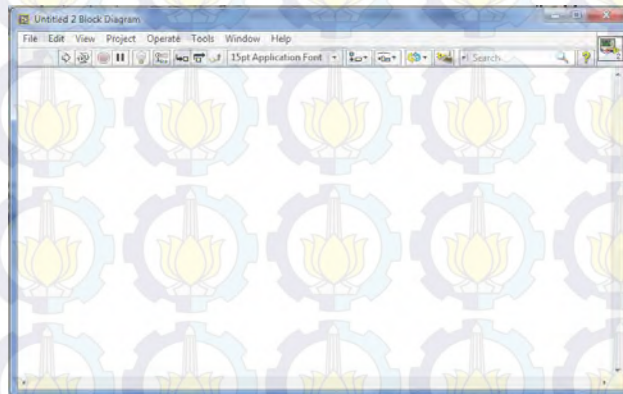 Untitled 2 Block Diagram
File Edit View Project Operate Tools Window Help
15pt Application Font Search